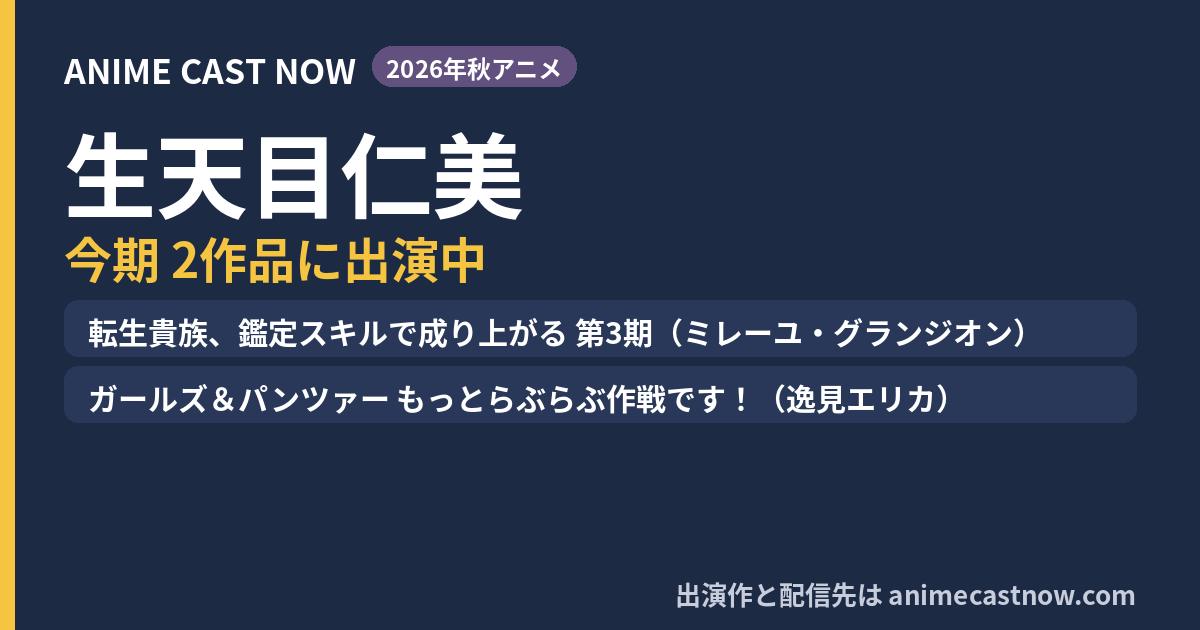 ANIME CAST NOW 2026年秋アニメ
生天目仁美
今期 2作品に出演中
転生貴族、鑑定スキルで成り上がる 第3期（ミレーユ・グランジオン）
ガールズ＆パンツァー もっとらぶらぶ作戦です！（逸見エリカ）
出演作と配信先は animecastnow.com